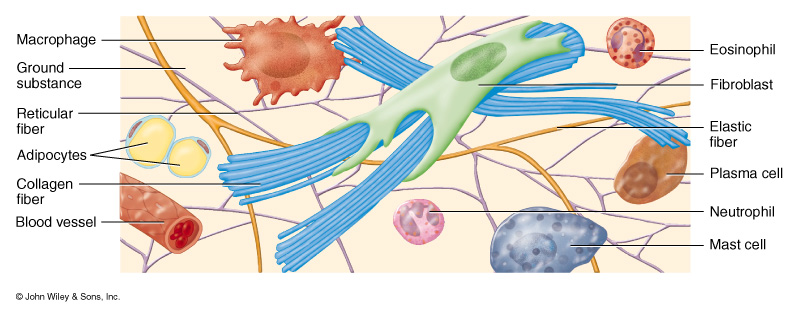 Macrophage
Ground
substance
Reticular
fiber
Adipocytes
Collagen
fiber
Blood vessel
Eosinophil
Fibroblast
Elastic
fiber
Plasma cell
Neutrophil
Mast cell
© John Wiley & Sons, Inc.